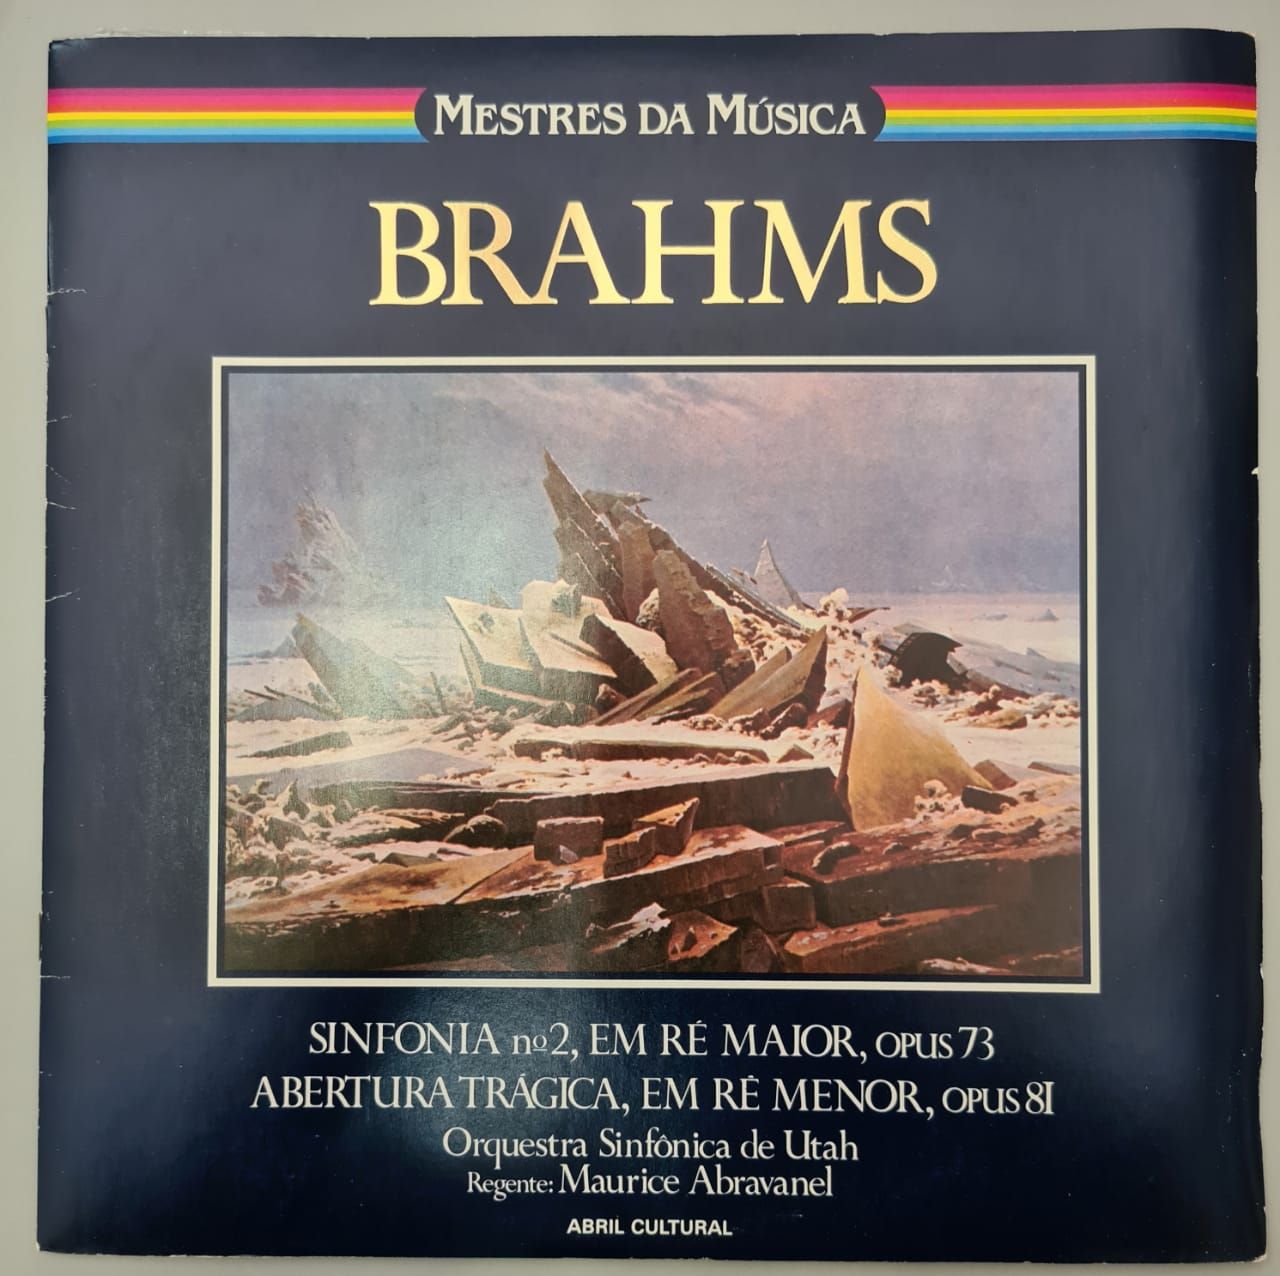 MESTRES DA MÚSICA
BRAHMS
SINFONIA nº2, EM RÉ MAIOR, OPUS 73
ABERTURA TRÁGICA, EM RÉ MENOR, OPUS 81
Orquestra Sinfônica de Utah
Regente: Maurice Abravanel
ABRIL CULTURAL